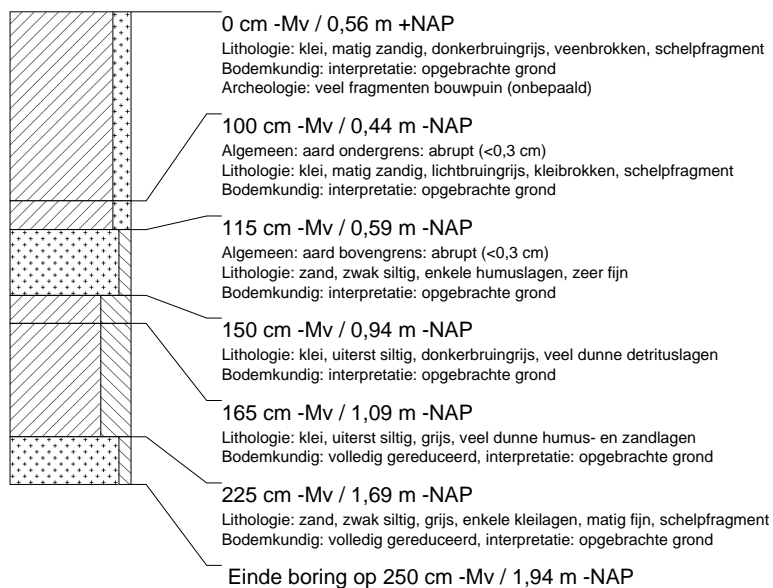 0 cm -Mv / 0,56 m +NAP
Lithologie: klei, matig zandig, donkerbruingrijs, veenbrokken, schelpfragment
Bodemkundig: interpretatie: opgebrachte grond
Archeologie: veel fragmenten bouwpuin (onbepaald)
100 cm -Mv / 0,44 m -NAP
Algemeen: aard ondergrens: abrupt (<0,3 cm)
Lithologie: klei, matig zandig, lichtbruingrijs, kleibrokken, schelpfragment
Bodemkundig: interpretatie: opgebrachte grond
115 cm -Mv / 0,59 m -NAP
Algemeen: aard bovengrens: abrupt (<0,3 cm)
Lithologie: zand, zwak siltig, enkele humuslagen, zeer fijn
Bodemkundig: interpretatie: opgebrachte grond
150 cm -Mv / 0,94 m -NAP
Lithologie: klei, uiterst siltig, donkerbruingrijs, veel dunne detrituslagen
Bodemkundig: interpretatie: opgebrachte grond
165 cm -Mv / 1,09 m -NAP
Lithologie: klei, uiterst siltig, grijs, veel dunne humus- en zandlagen
Bodemkundig: volledig gereduceerd, interpretatie: opgebrachte grond
225 cm -Mv / 1,69 m -NAP
Lithologie: zand, zwak siltig, grijs, enkele kleilagen, matig fijn, schelpfragment
Bodemkundig: volledig gereduceerd, interpretatie: opgebrachte grond
Einde boring op 250 cm -Mv / 1,94 m -NAP